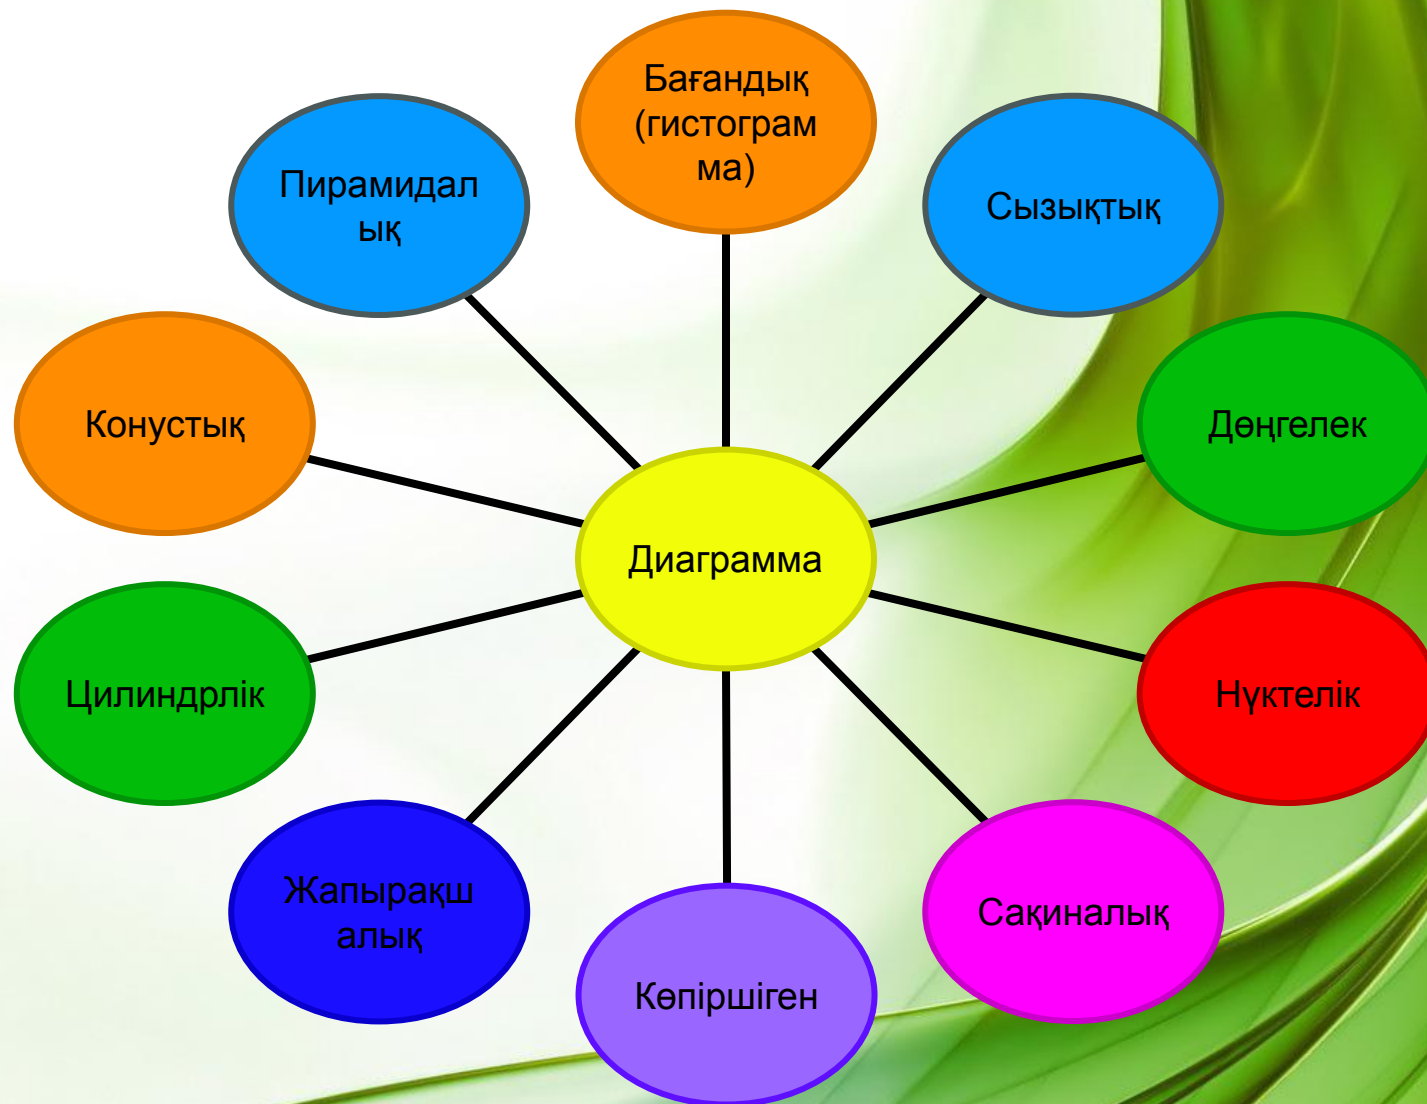 Бағандық
(гистограм
ма)
Сызықтық
Дөңгелек
Нүктелік
Сақиналық
Көпіршіген
Жапырақш
алық
Цилиндрлік
Конустық
Пирамидал
ық
Диаграмма